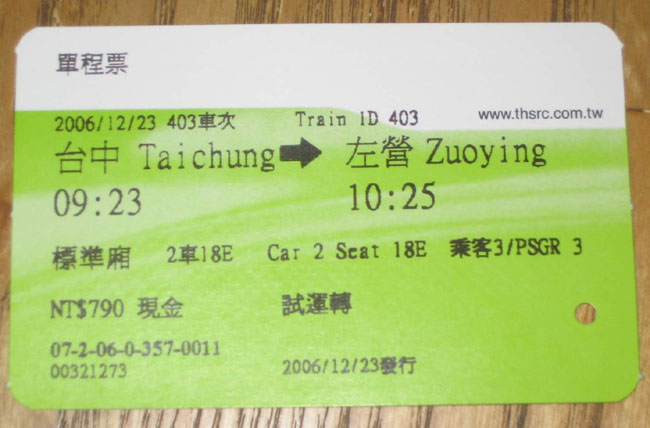 單程票
2006/12/23 403車次 Train ID 403 www.thsrc.com.tw
台中 Taichung➡左營 Zuoying
09:23 10:25
標準廂 2車18E Car 2 Seat 18E 乘客3/PSGR 3
NT$790 現金 試運轉
07-2-06-0-357-0011
00321273 2006/12/23發行